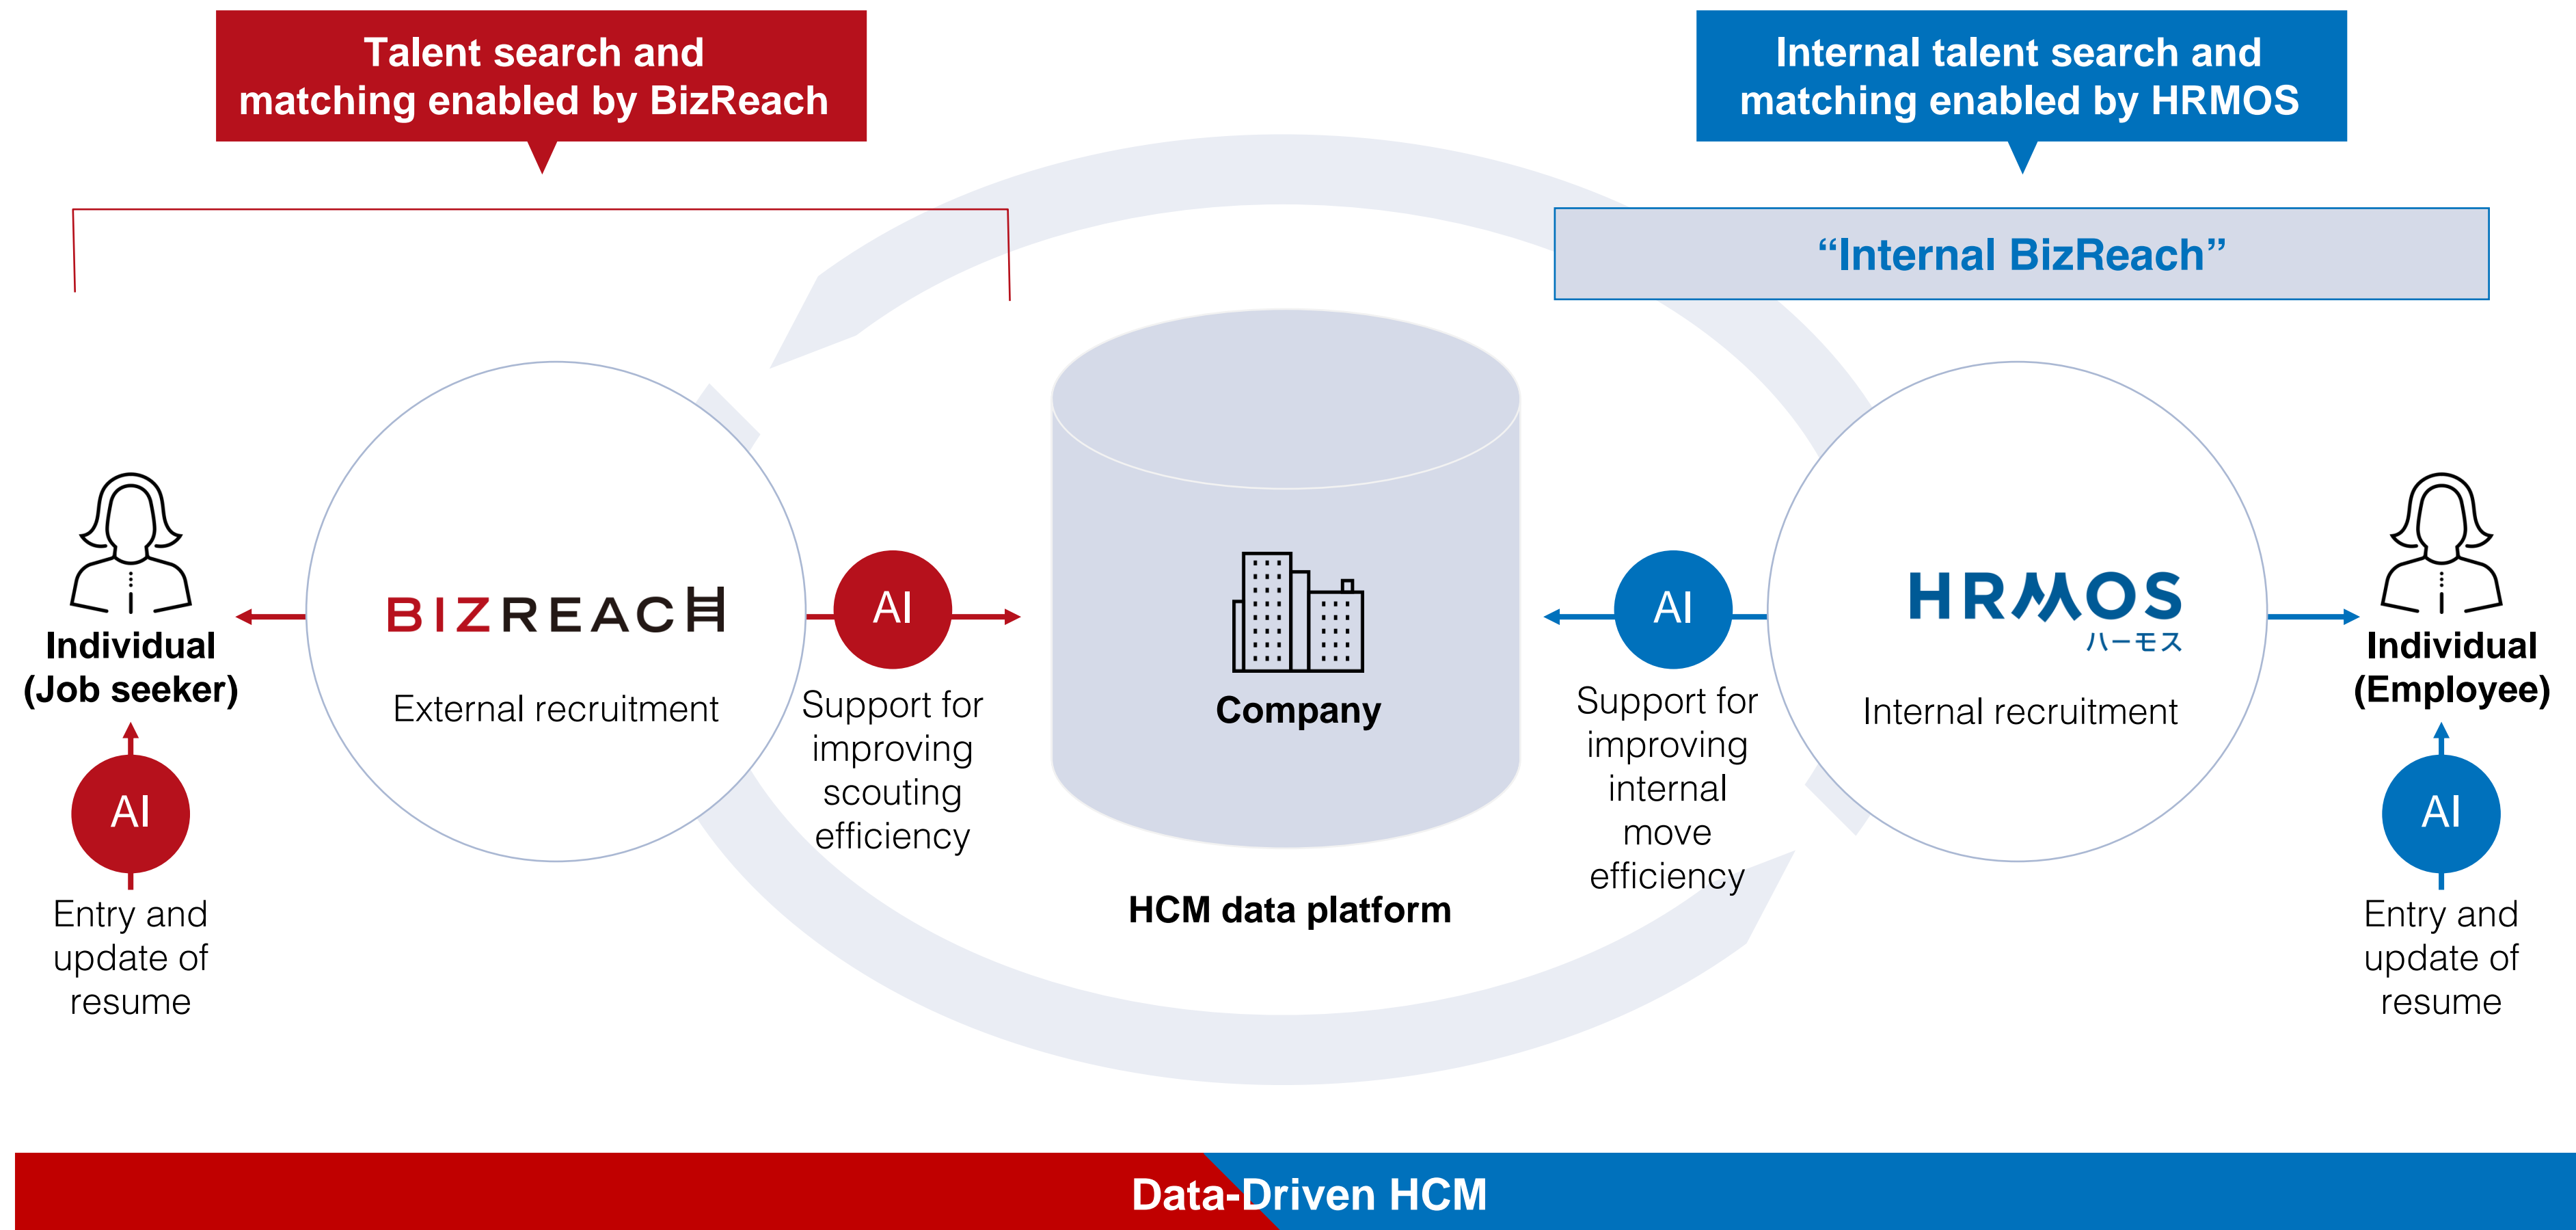 Talent search and
matching enabled by BizReach
Internal talent search and
matching enabled by HRMOS
“Internal BizReach”
Individual
(Job seeker)
AI
Entry and
update of
resume
BIZREACH
External recruitment
AI
Support for
improving
scouting
efficiency
Company
HCM data platform
AI
Support for
improving
internal
move
efficiency
HRMOS
ハーモス
Internal recruitment
Individual
(Employee)
AI
Entry and
update of
resume
Data-Driven HCM